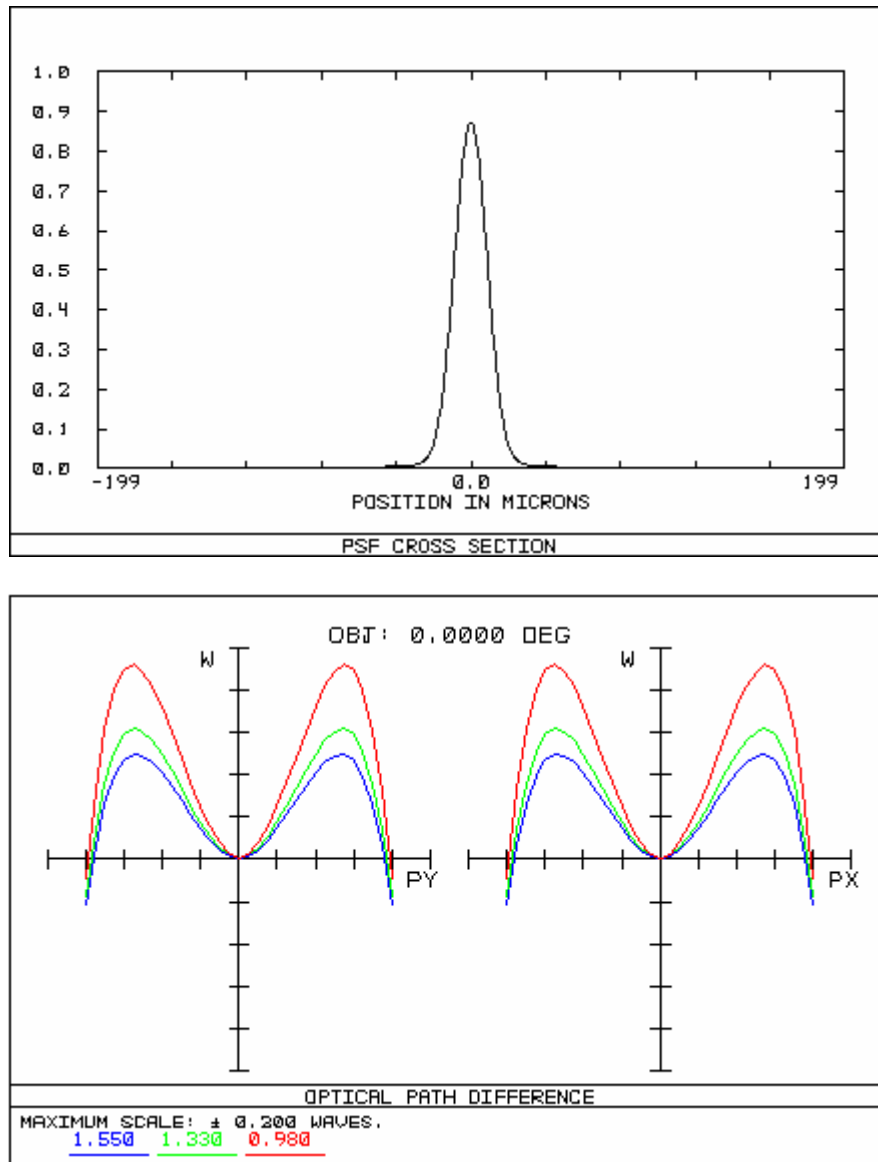 1.0
0.9
0.8
0.7
0.6
0.5
0.4
0.3
0.2
0.1
0.0
-199 0.0 199
POSITION IN MICRONS
PSF CROSS SECTION
OBJ: 0.0000 DEG
W W
PY PX
OPTICAL PATH DIFFERENCE
MAXIMUM SCALE: ± 0.200 WAVES.
1.550 1.330 0.980